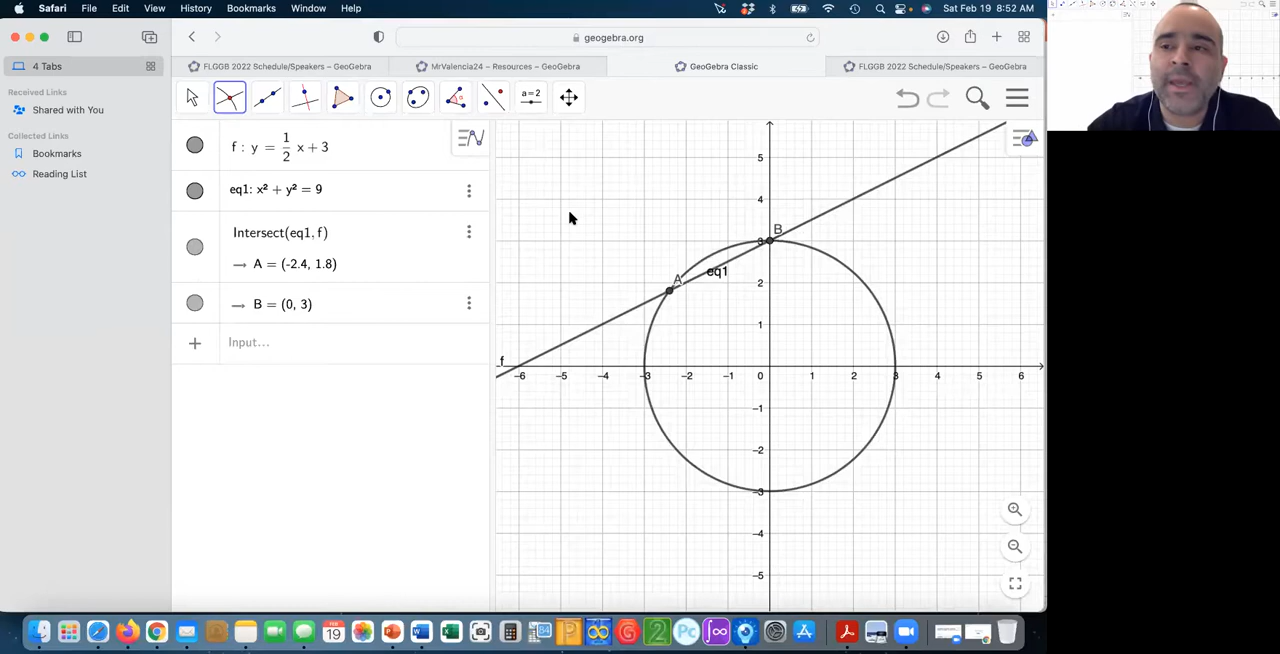 Safari File Edit View History Bookmarks Window Help Sat Feb 19 8:52 AM
geogebra.org
4 Tabs
FLGGB 2022 Schedule/Speakers – GeoGebra
MrValencia24 – Resources – GeoGebra
GeoGebra Classic
FLGGB 2022 Schedule/Speakers – GeoGebra
Received Links
Shared with You
Collected Links
Bookmarks
Reading List
a=2
f : y = 1/2 x + 3
eq1: x² + y² = 9
Intersect(eq1, f)
→ A = (-2.4, 1.8)
→ B = (0, 3)
+ Input...
5
4
B
3
A
eq1
2
1
f
–6 –5 –4 –3 –2 –1 0 1 2 3 4 5 6
–1
–2
–3
–4
–5
FEB
19